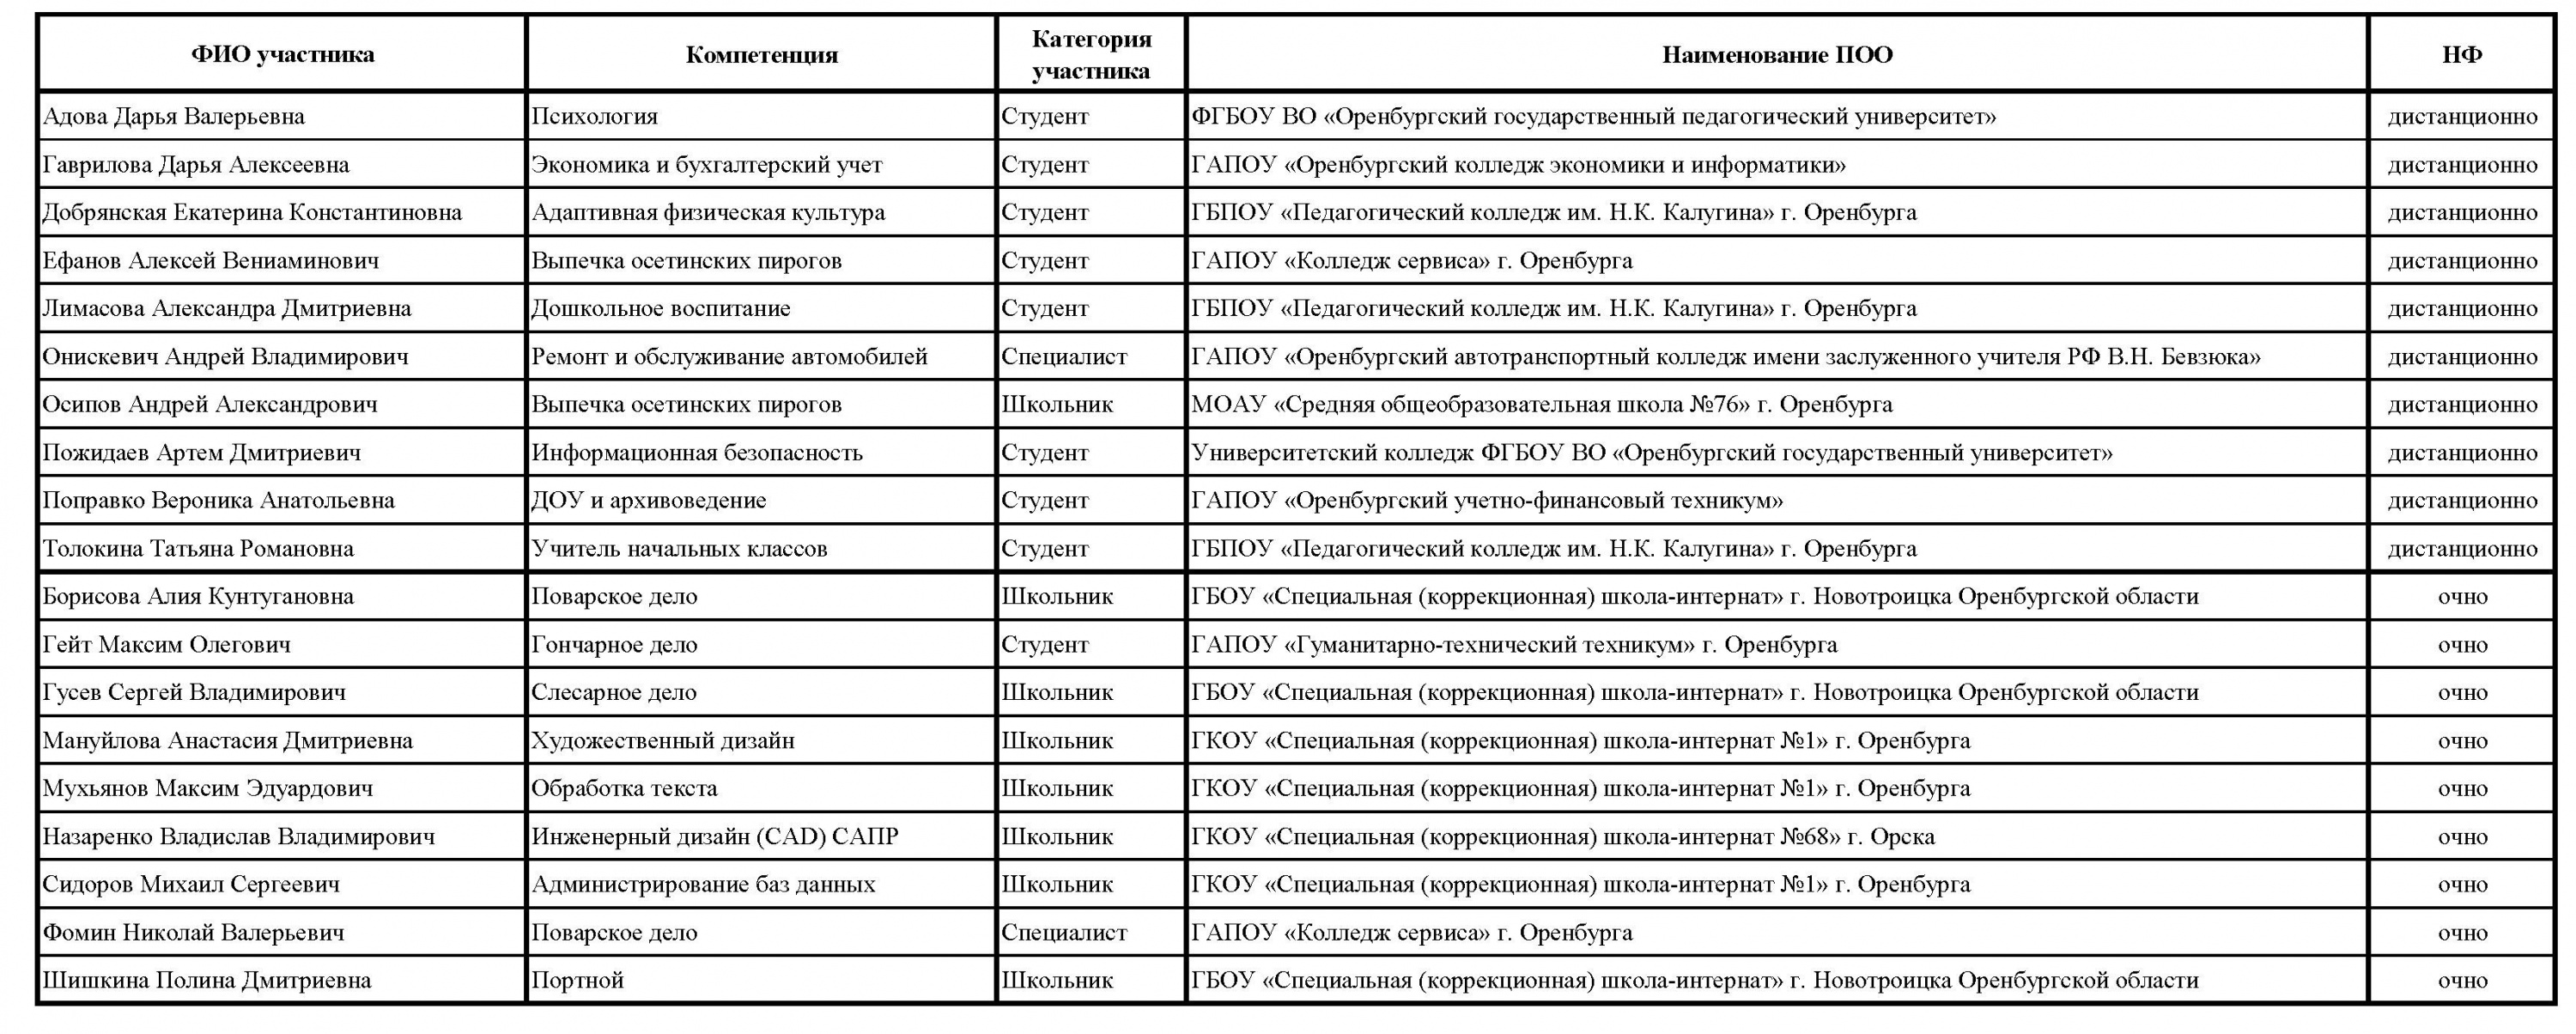 ФИО участника Компетенция Категория участника Наименование ПОО НФ
Адова Дарья Валерьевна Психология Студент ФГБОУ ВО «Оренбургский государственный педагогический университет» дистанционно
Гаврилова Дарья Алексеевна Экономика и бухгалтерский учет Студент ГАПОУ «Оренбургский колледж экономики и информатики» дистанционно
Добрянская Екатерина Константиновна Адаптивная физическая культура Студент ГБПОУ «Педагогический колледж им. Н.К. Калугина» г. Оренбурга дистанционно
Ефанов Алексей Вениаминович Выпечка осетинских пирогов Студент ГАПОУ «Колледж сервиса» г. Оренбурга дистанционно
Лимасова Александра Дмитриевна Дошкольное воспитание Студент ГБПОУ «Педагогический колледж им. Н.К. Калугина» г. Оренбурга дистанционно
Онискевич Андрей Владимирович Ремонт и обслуживание автомобилей Специалист ГАПОУ «Оренбургский автотранспортный колледж имени заслуженного учителя РФ В.Н. Бевзюка» дистанционно
Осипов Андрей Александрович Выпечка осетинских пирогов Школьник МОАУ «Средняя общеобразовательная школа №76» г. Оренбурга дистанционно
Пожидаев Артем Дмитриевич Информационная безопасность Студент Университетский колледж ФГБОУ ВО «Оренбургский государственный университет» дистанционно
Поправко Вероника Анатольевна ДОУ и архивоведение Студент ГАПОУ «Оренбургский учетно-финансовый техникум» дистанционно
Толокина Татьяна Романовна Учитель начальных классов Студент ГБПОУ «Педагогический колледж им. Н.К. Калугина» г. Оренбурга дистанционно
Борисова Алия Кунтугановна Поварское дело Школьник ГБОУ «Специальная (коррекционная) школа-интернат» г. Новотроицка Оренбургской области очно
Гейт Максим Олегович Гончарное дело Студент ГАПОУ «Гуманитарно-технический техникум» г. Оренбурга очно
Гусев Сергей Владимирович Слесарное дело Школьник ГБОУ «Специальная (коррекционная) школа-интернат» г. Новотроицка Оренбургской области очно
Мануйлова Анастасия Дмитриевна Художественный дизайн Школьник ГКОУ «Специальная (коррекционная) школа-интернат №1» г. Оренбурга очно
Мухьянов Максим Эдуардович Обработка текста Школьник ГКОУ «Специальная (коррекционная) школа-интернат №1» г. Оренбурга очно
Назаренко Владислав Владимирович Инженерный дизайн (CAD) САПР Школьник ГКОУ «Специальная (коррекционная) школа-интернат №68» г. Орска очно
Сидоров Михаил Сергеевич Администрирование баз данных Школьник ГКОУ «Специальная (коррекционная) школа-интернат №1» г. Оренбурга очно
Фомин Николай Валерьевич Поварское дело Специалист ГАПОУ «Колледж сервиса» г. Оренбурга очно
Шишкина Полина Дмитриевна Портной Школьник ГБОУ «Специальная (коррекционная) школа-интернат» г. Новотроицка Оренбургской области очно